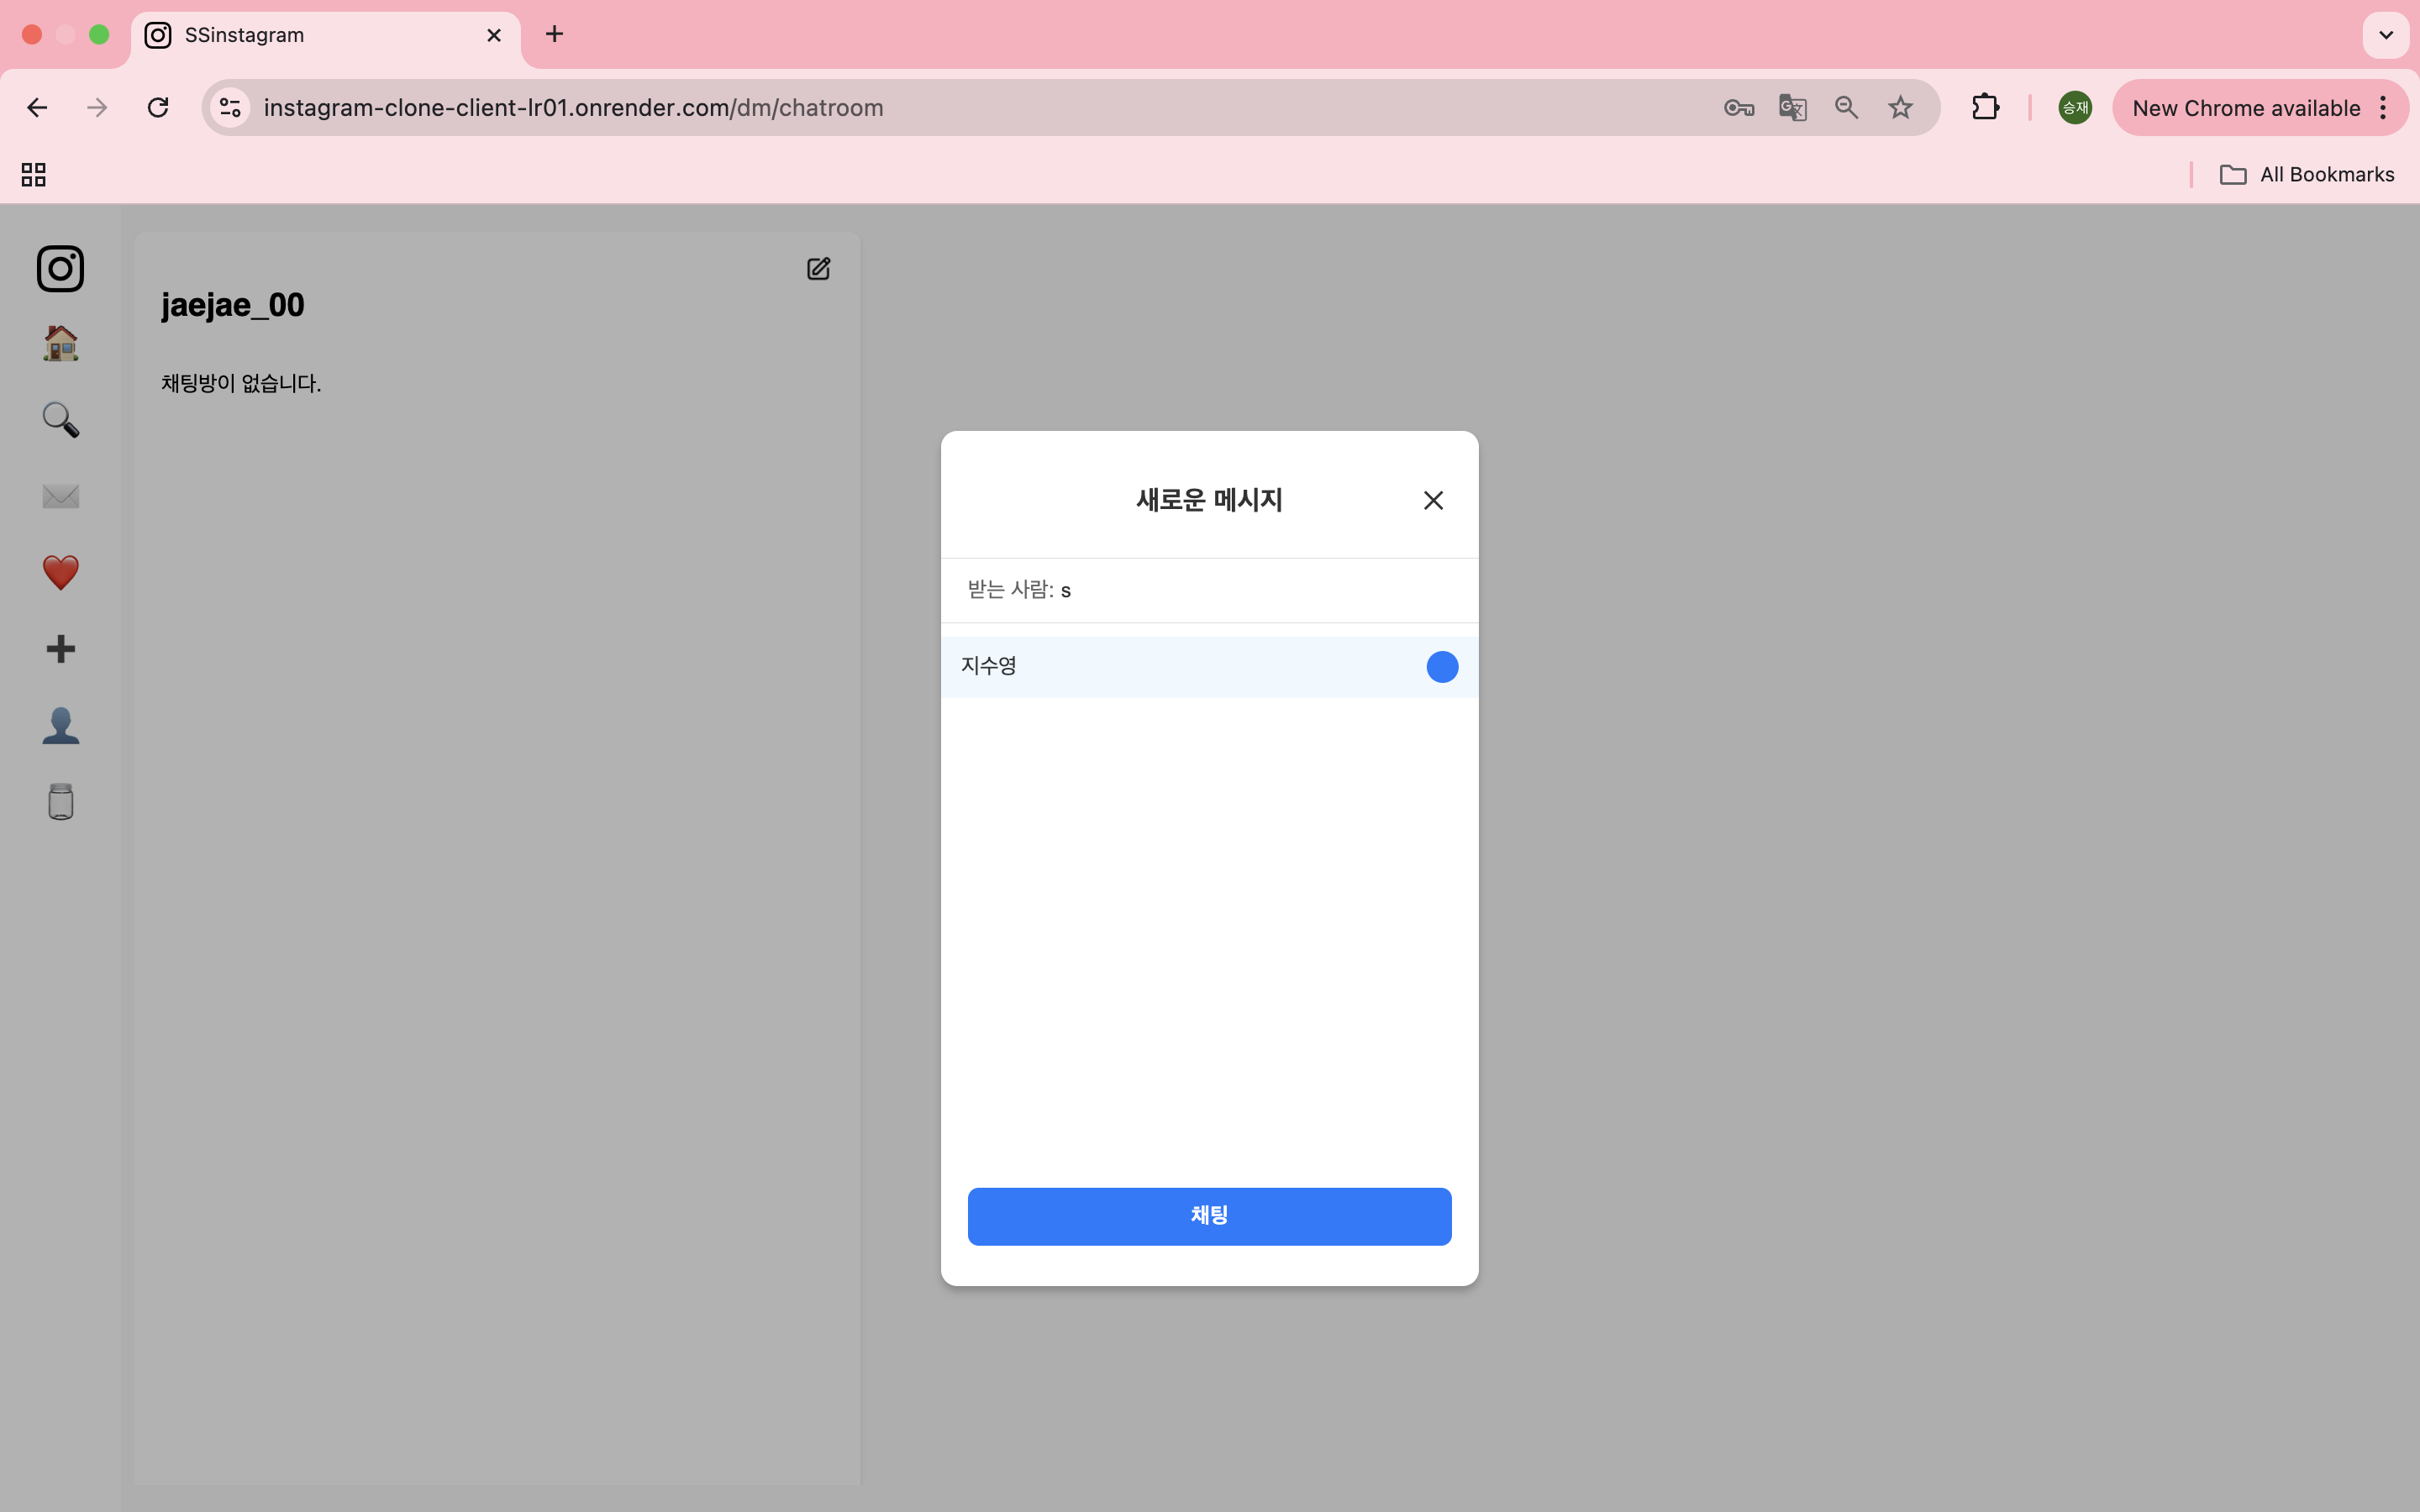 SSinstagram
instagram-clone-client-lr01.onrender.com/dm/chatroom
승재
New Chrome available
All Bookmarks
jaejae_00
채팅방이 없습니다.
새로운 메시지
받는 사람: s
지수영
채팅